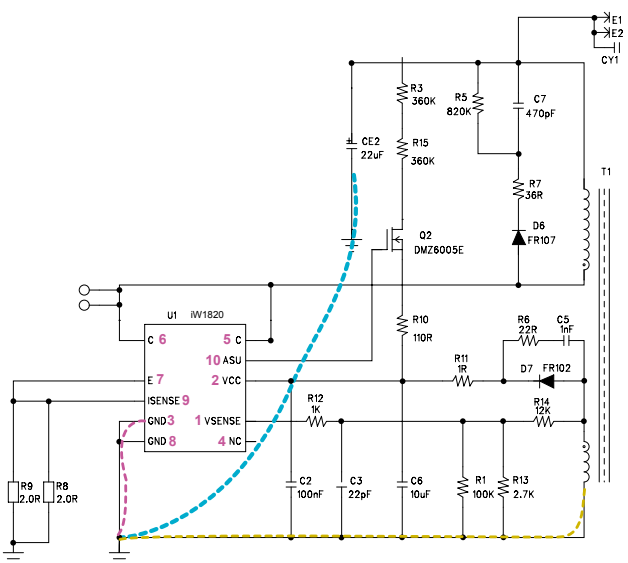 E1
E2
CY1
R3
360K
R5
820K
C7
470pF
CE2
22uF
R15
360K
T1
R7
36R
Q2
DMZ6005E
D6
FR107
U1 iW1820
C 6
5 C
10 ASU
R10
110R
R6
22R
C5
1nF
E 7
2 VCC
R11
1R
D7 FR102
ISENSE 9
GND 3
1 VSENSE
R12
1K
R14
12K
GND 8
4 NC
R9
2.0R
R8
2.0R
C2
100nF
C3
22pF
C6
10uF
R1
100K
R13
2.7K